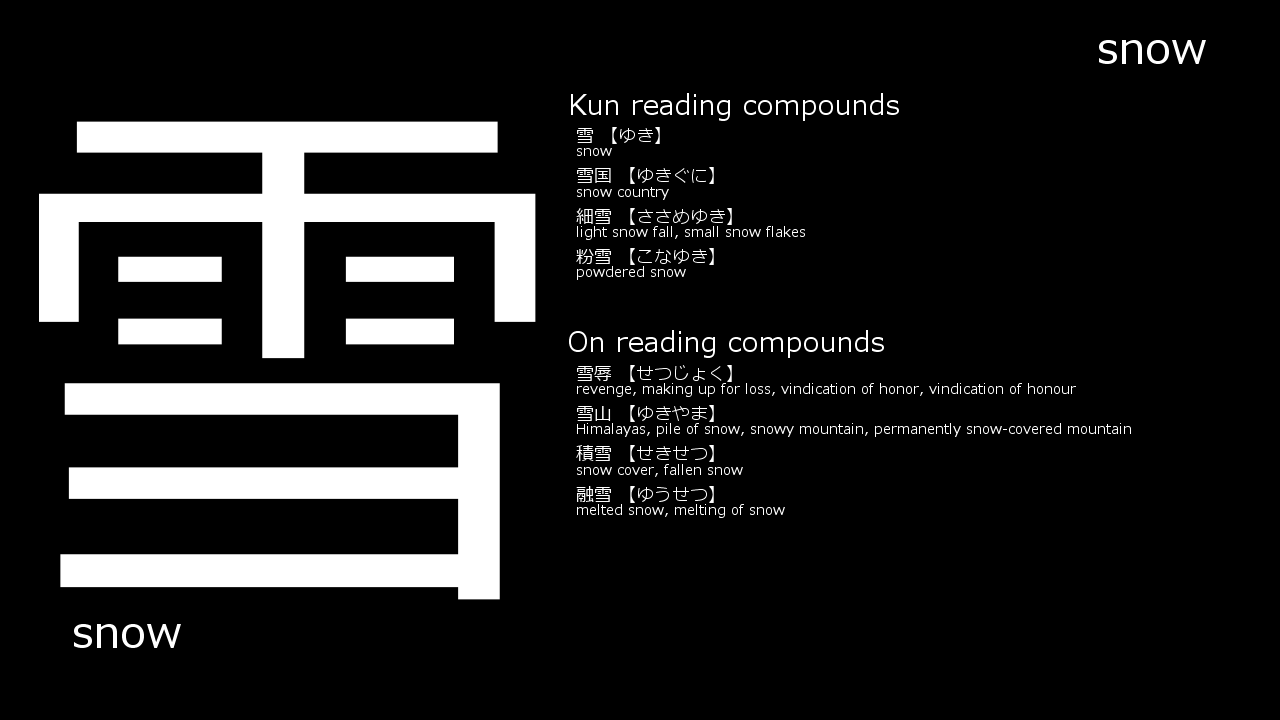 snow
雪
snow
Kun reading compounds
雪 【ゆき】
snow
雪国 【ゆきぐに】
snow country
細雪 【ささめゆき】
light snow fall, small snow flakes
粉雪 【こなゆき】
powdered snow
On reading compounds
雪辱 【せつじょく】
revenge, making up for loss, vindication of honor, vindication of honour
雪山 【ゆきやま】
Himalayas, pile of snow, snowy mountain, permanently snow-covered mountain
積雪 【せきせつ】
snow cover, fallen snow
融雪 【ゆうせつ】
melted snow, melting of snow